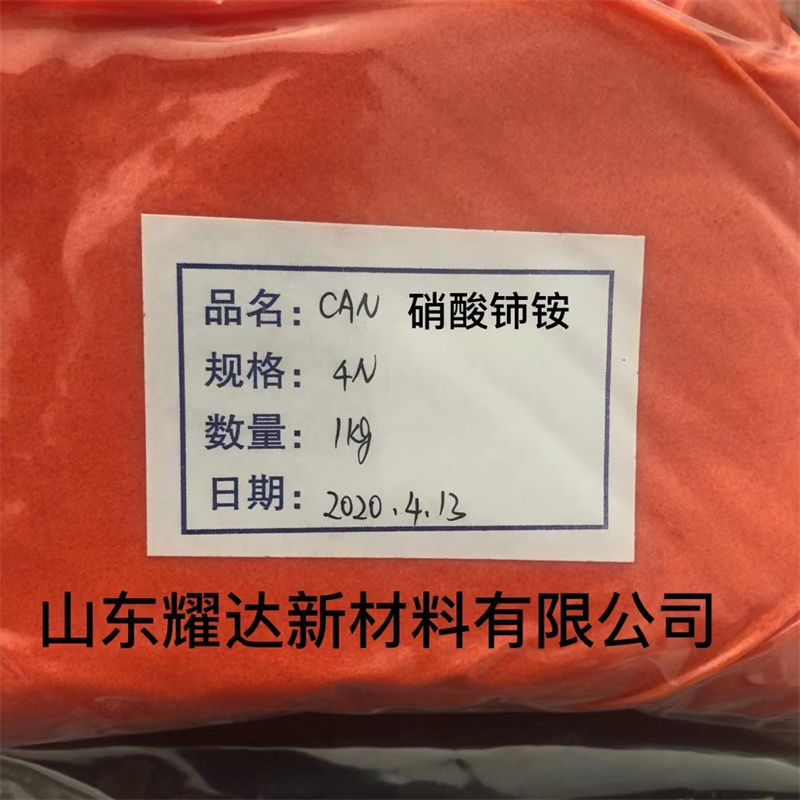 品名：CAN 硝酸铈铵
规格：4N
数量：1kg
日期：2020.4.13
山东耀达新材料有限公司